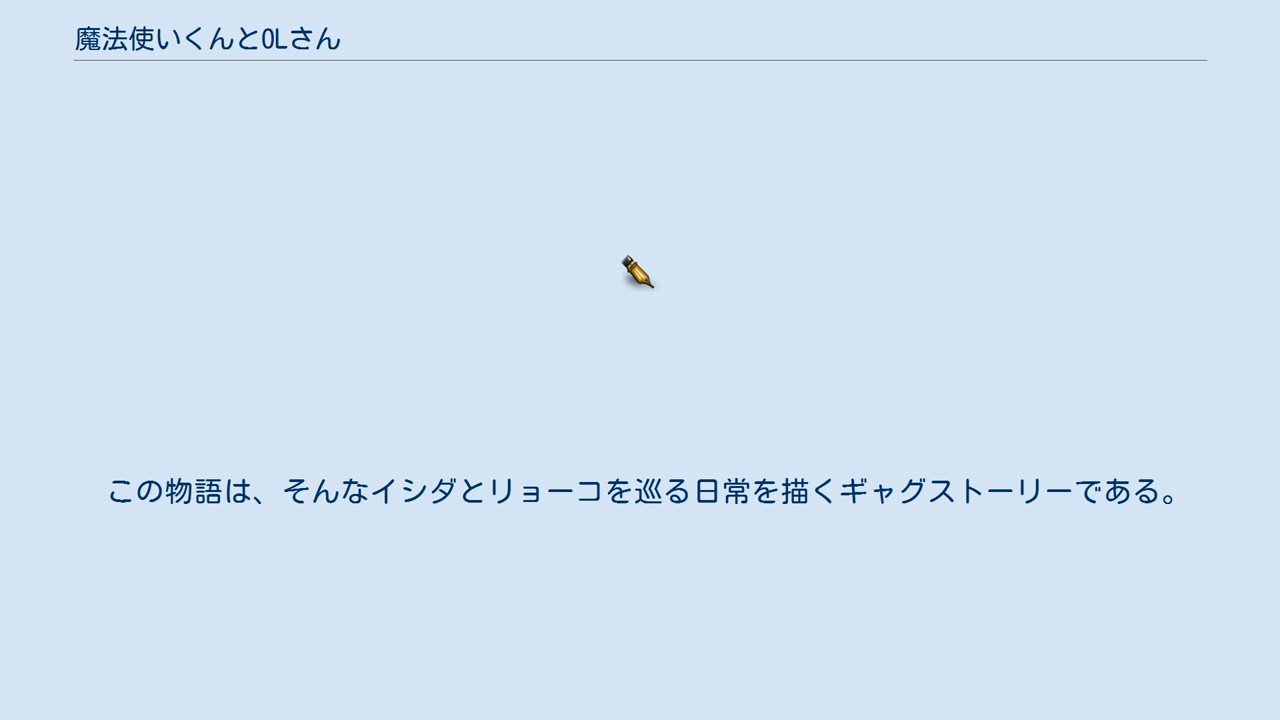 魔法使いくんとOLさん
この物語は、そんなイシダとリョーコを巡る日常を描くギャグストーリーである。